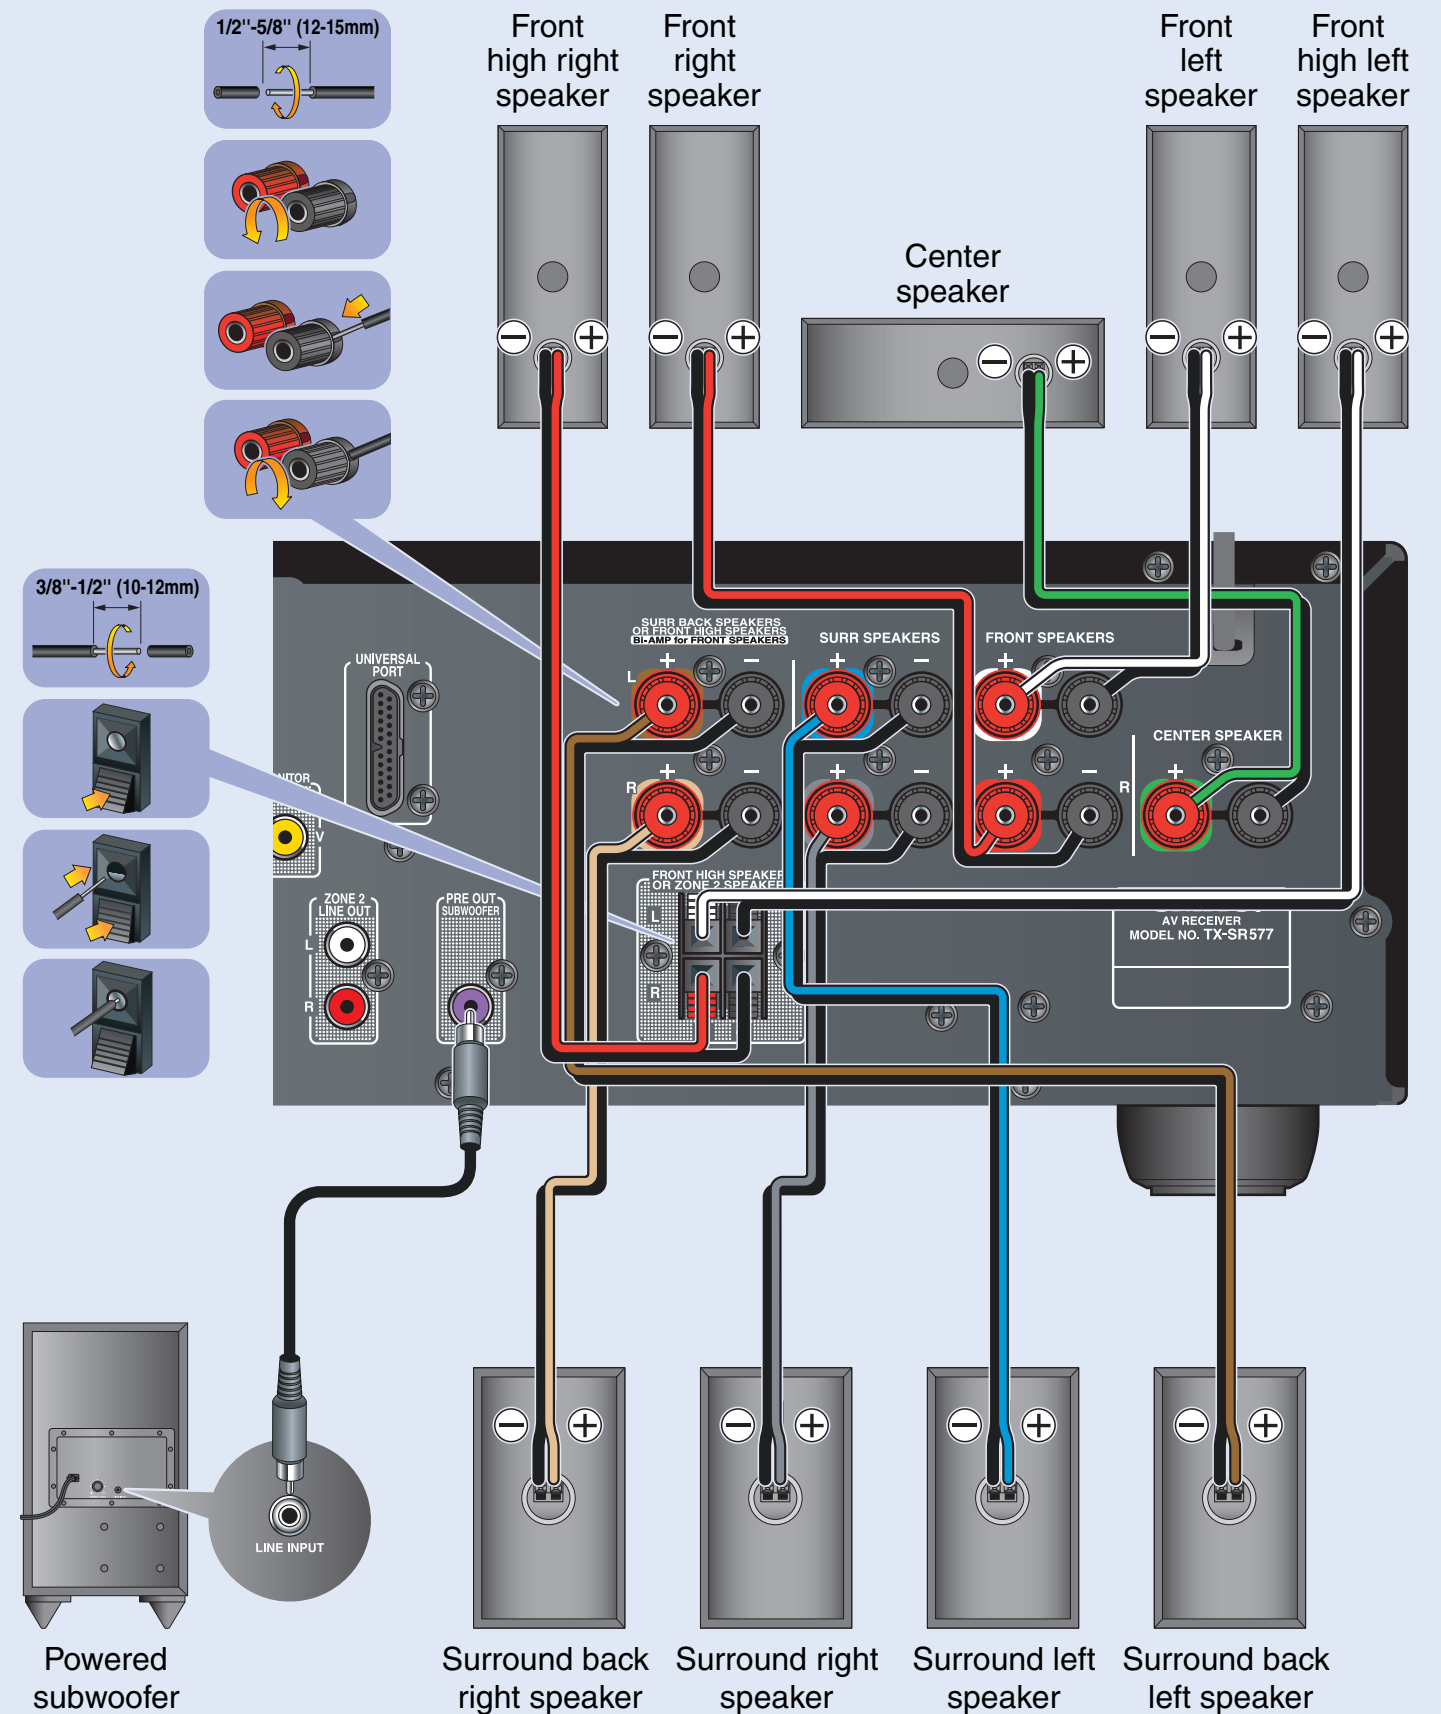 1/2"-5/8" (12-15mm)
Front
high right
speaker
Front
right
speaker
Front
left
speaker
Front
high left
speaker
Center
speaker
3/8"-1/2" (10-12mm)
UNIVERSAL
PORT
SURR BACK SPEAKERS
OR FRONT HIGH SPEAKERS
BI-AMP for FRONT SPEAKERS
SURR SPEAKERS
FRONT SPEAKERS
L
R
CENTER SPEAKER
R
V
ZONE 2
LINE OUT
L
R
PRE OUT
SUBWOOFER
FRONT HIGH SPEAKER
OR ZONE 2 SPEAKER
L
R
AV RECEIVER
MODEL NO. TX-SR577
LINE INPUT
Powered
subwoofer
Surround back
right speaker
Surround right
speaker
Surround left
speaker
Surround back
left speaker